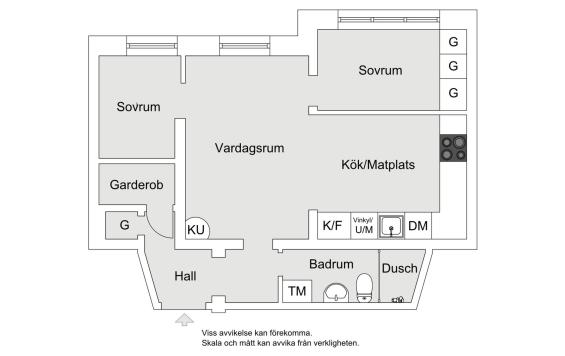 G
Sovrum
G
G
Sovrum
Vardagsrum
Kök/Matplats
Garderob
G
KU
K/F
Vinkyl/
U/M
DM
Hall
Badrum
Dusch
TM
Viss avvikelse kan förekomma.
Skala och mått kan avvika från verkligheten.